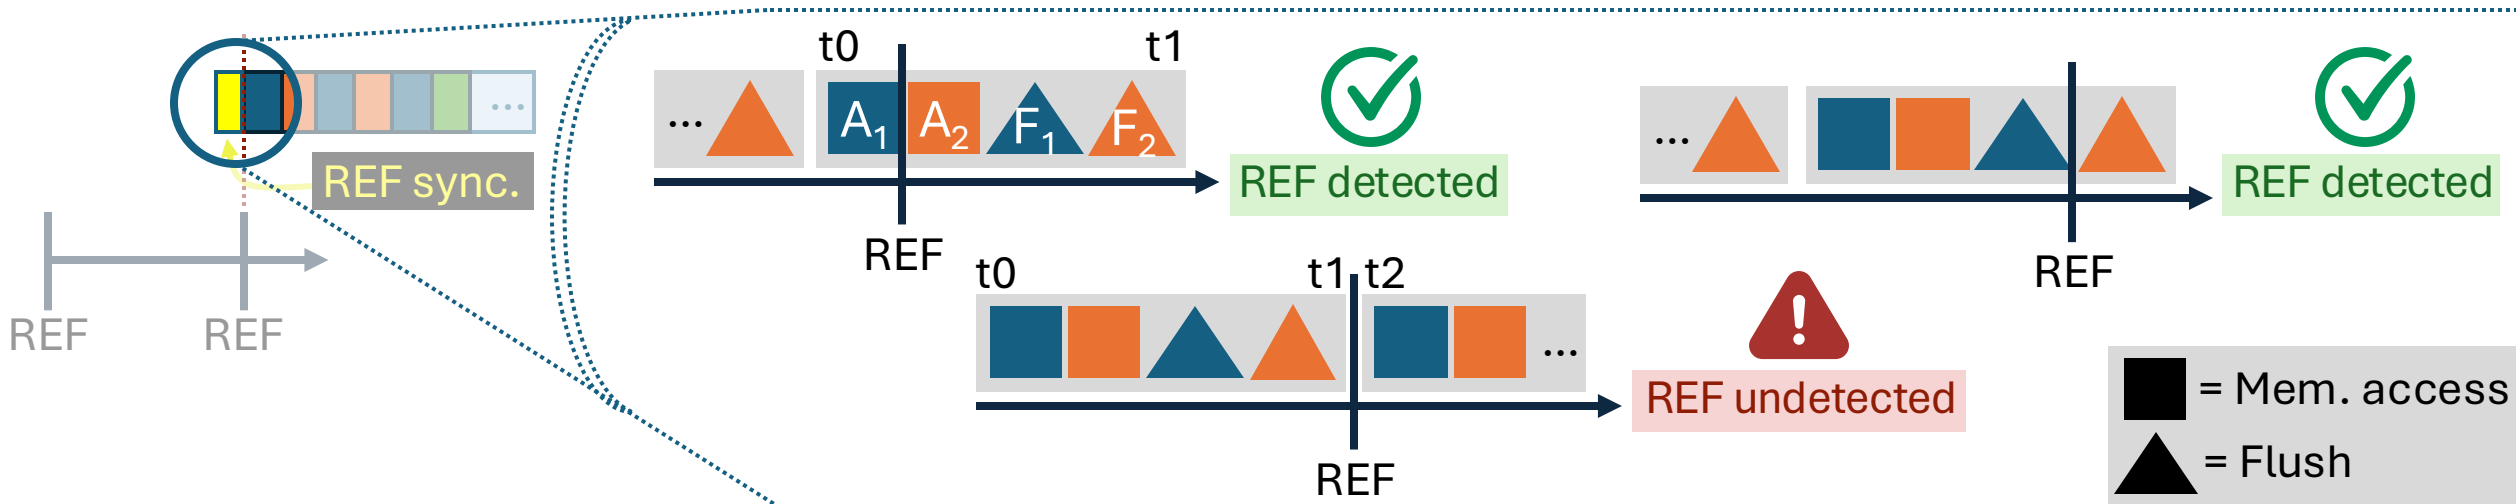 ...
REF sync.
REF
REF
t0
t1
...
A1
A2
F1
F2
REF detected
REF
...
REF detected
REF
t0
t1
t2
...
REF undetected
REF
= Mem. access
= Flush